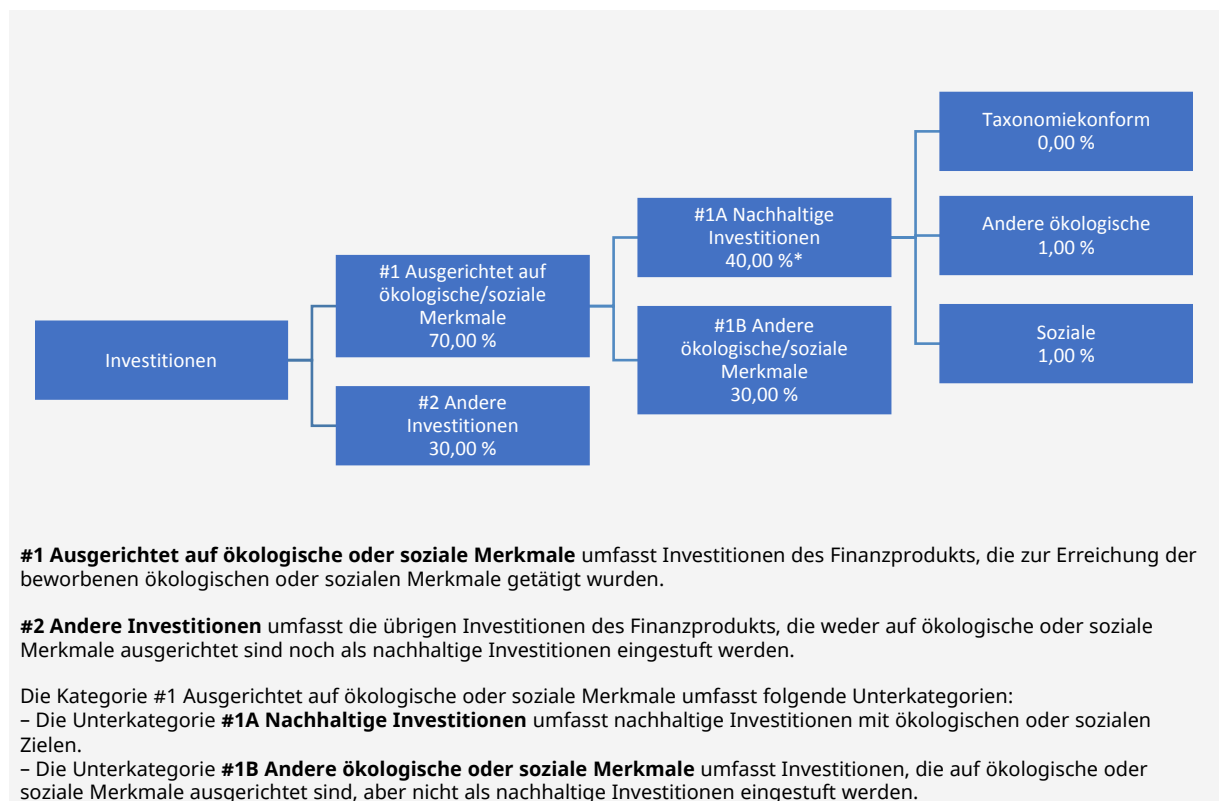 Investitionen
#1 Ausgerichtet auf
ökologische/soziale
Merkmale
70,00 %
#2 Andere
Investitionen
30,00 %
#1A Nachhaltige
Investitionen
40,00 %*
#1B Andere
ökologische/soziale
Merkmale
30,00 %
Taxonomiekonform
0,00 %
Andere ökologische
1,00 %
Soziale
1,00 %
#1 Ausgerichtet auf ökologische oder soziale Merkmale umfasst Investitionen des Finanzprodukts, die zur Erreichung der
beworbenen ökologischen oder sozialen Merkmale getätigt wurden.
#2 Andere Investitionen umfasst die übrigen Investitionen des Finanzprodukts, die weder auf ökologische oder soziale
Merkmale ausgerichtet sind noch als nachhaltige Investitionen eingestuft werden.
Die Kategorie #1 Ausgerichtet auf ökologische oder soziale Merkmale umfasst folgende Unterkategorien:
– Die Unterkategorie #1A Nachhaltige Investitionen umfasst nachhaltige Investitionen mit ökologischen oder sozialen
Zielen.
– Die Unterkategorie #1B Andere ökologische oder soziale Merkmale umfasst Investitionen, die auf ökologische oder
soziale Merkmale ausgerichtet sind, aber nicht als nachhaltige Investitionen eingestuft werden.